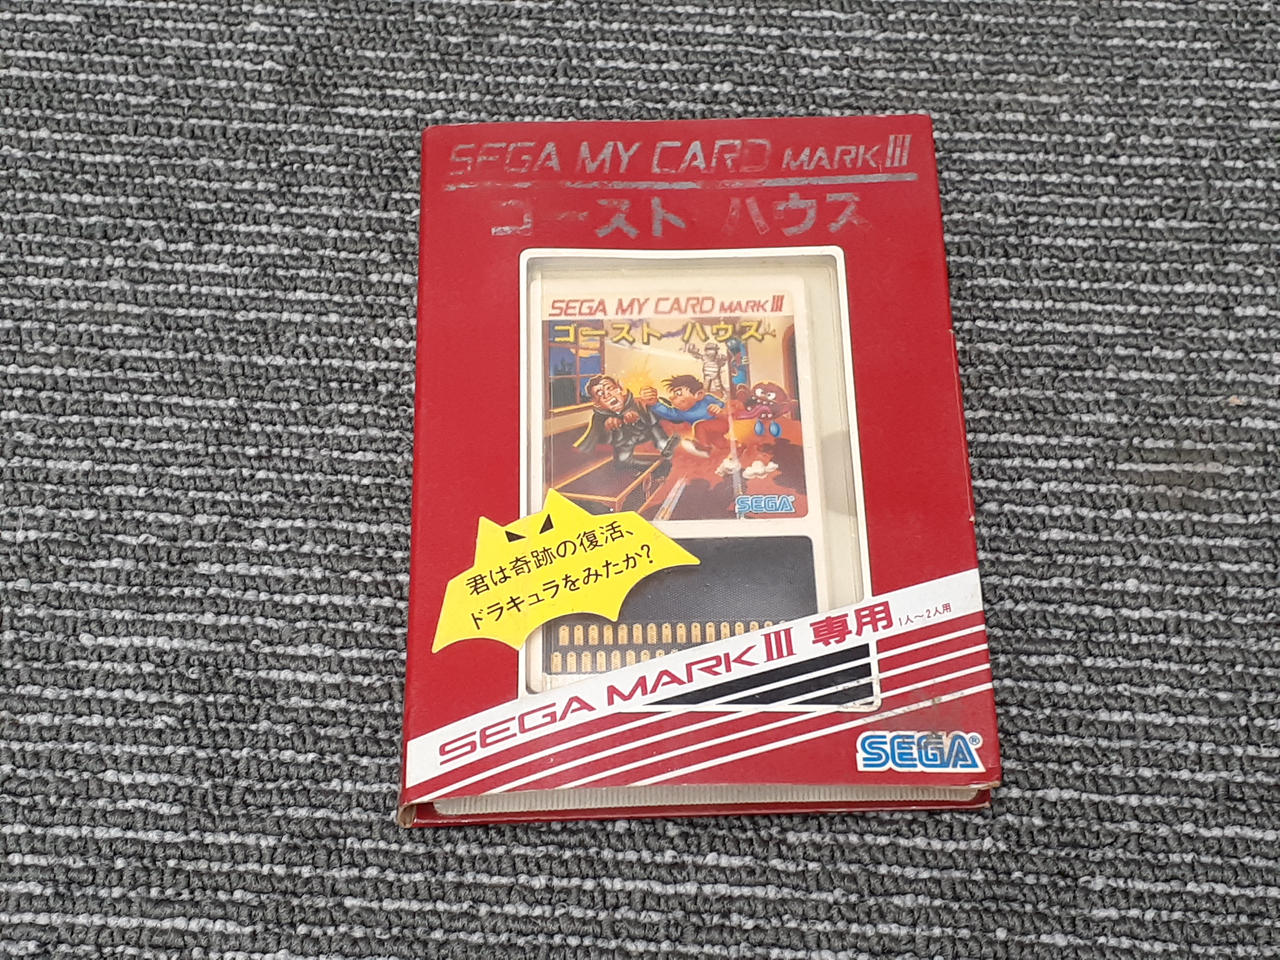 SEGA MY CARD MARK III
ゴースト ハウス
SEGA MY CARD MARK III
ゴースト ハウス
SEGA
君は奇跡の復活、
ドラキュラをみたか?
SEGA MARK III 専用 1人〜2人用
SEGA®